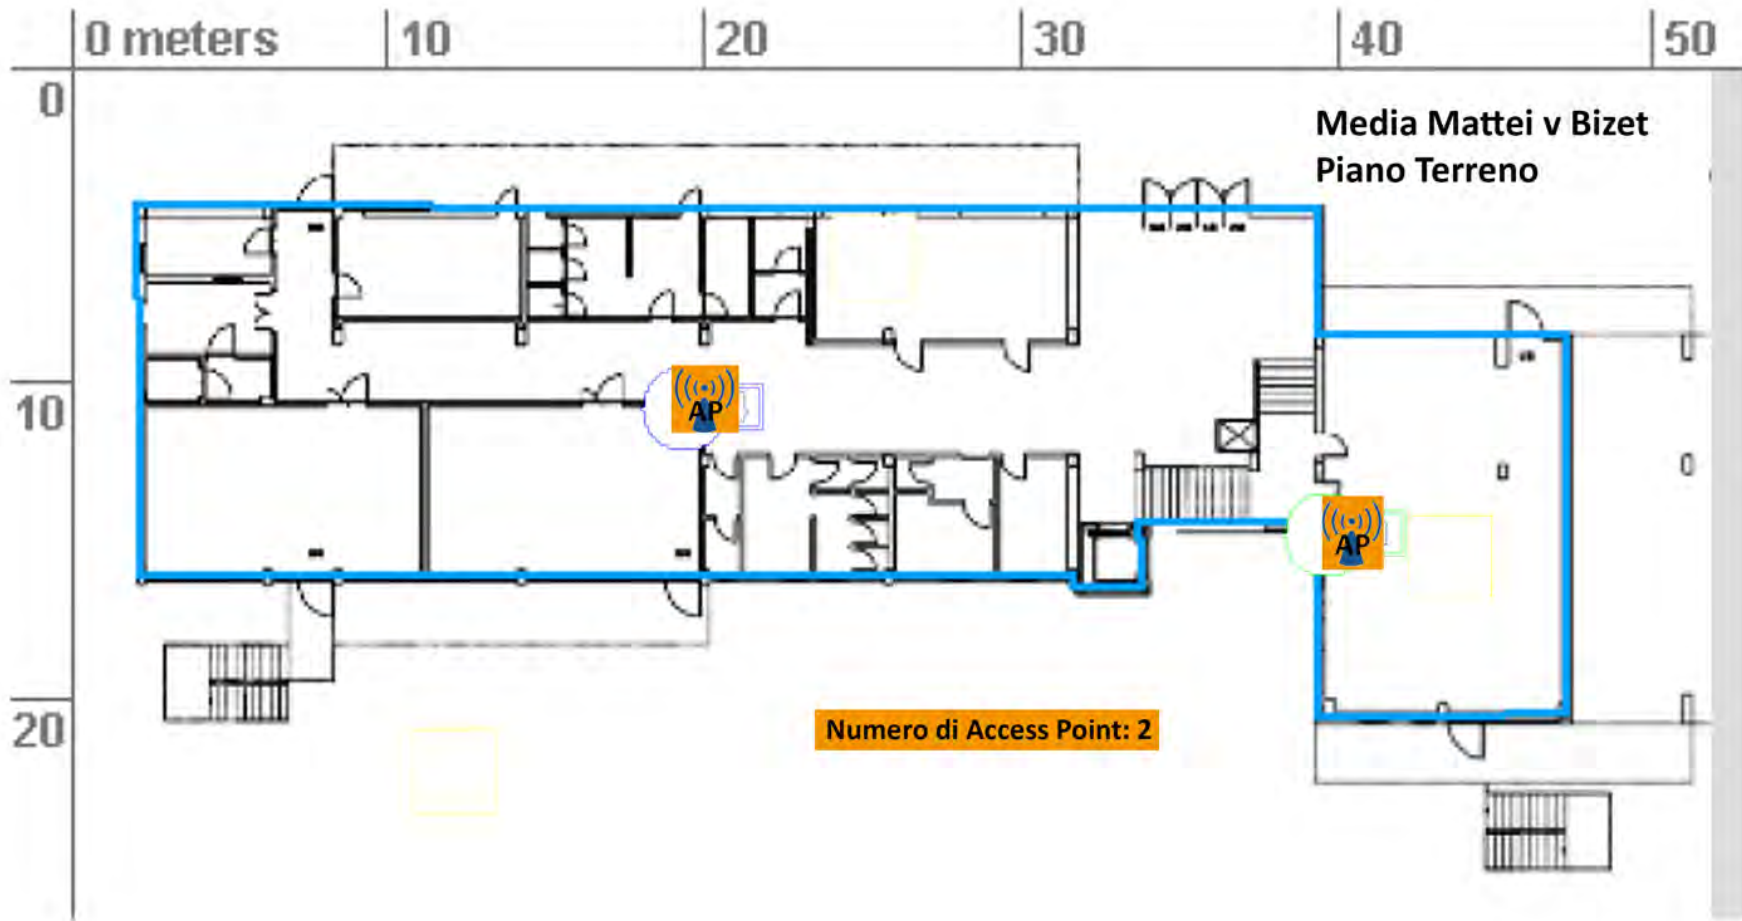 0 meters 10 20 30 40 50
0
Media Mattei v Bizet
Piano Terreno
10
AP
AP
20
Numero di Access Point: 2